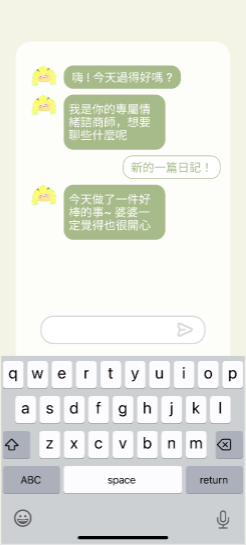 嗨！今天過得好嗎？
我是你的專屬情
緒諮商師，想要
聊些什麼呢
新的一篇日記！
今天做了一件好
棒的事~ 婆婆一
定覺得也很開心
q w e r t y u i o p
a s d f g h j k l
z x c v b n m
ABC space return